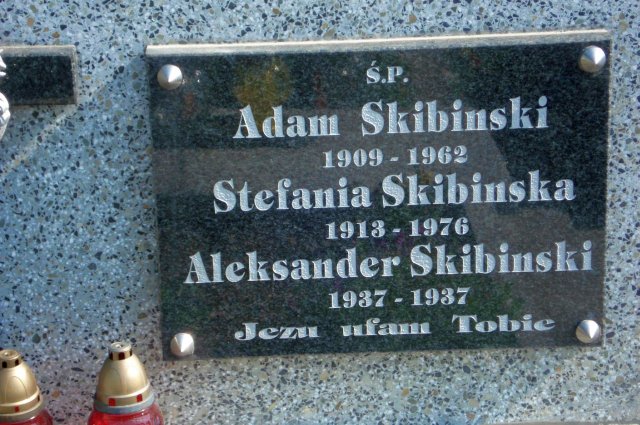 Ś.P.
Adam Skibinski
1909 - 1962
Stefania Skibinska
1913 - 1976
Aleksander Skibinski
1937 - 1937
Jezu ufam Tobie